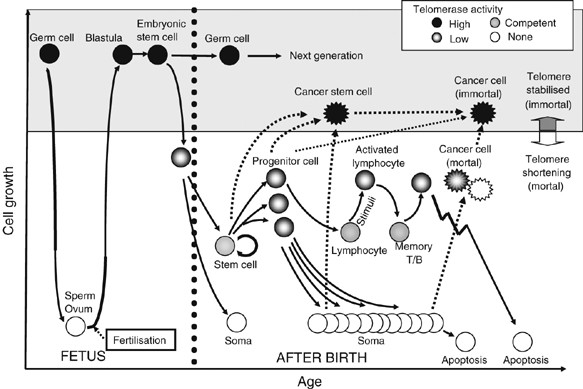 Telomerase activity
High
Competent
Low
None
Embryonic
stem cell
Germ cell
Blastula
Germ cell
Next generation
Cancer stem cell
Cancer cell
(immortal)
Telomere
stabilised
(immortal)
Telomere
shortening
(mortal)
Progenitor cell
Activated
lymphocyte
Cancer cell
(mortal)
Cell growth
Stimuli
Stem cell
Lymphocyte
Memory
T/B
Sperm
Ovum
Soma
Soma
Fertilisation
FETUS
AFTER BIRTH
Apoptosis
Apoptosis
Age